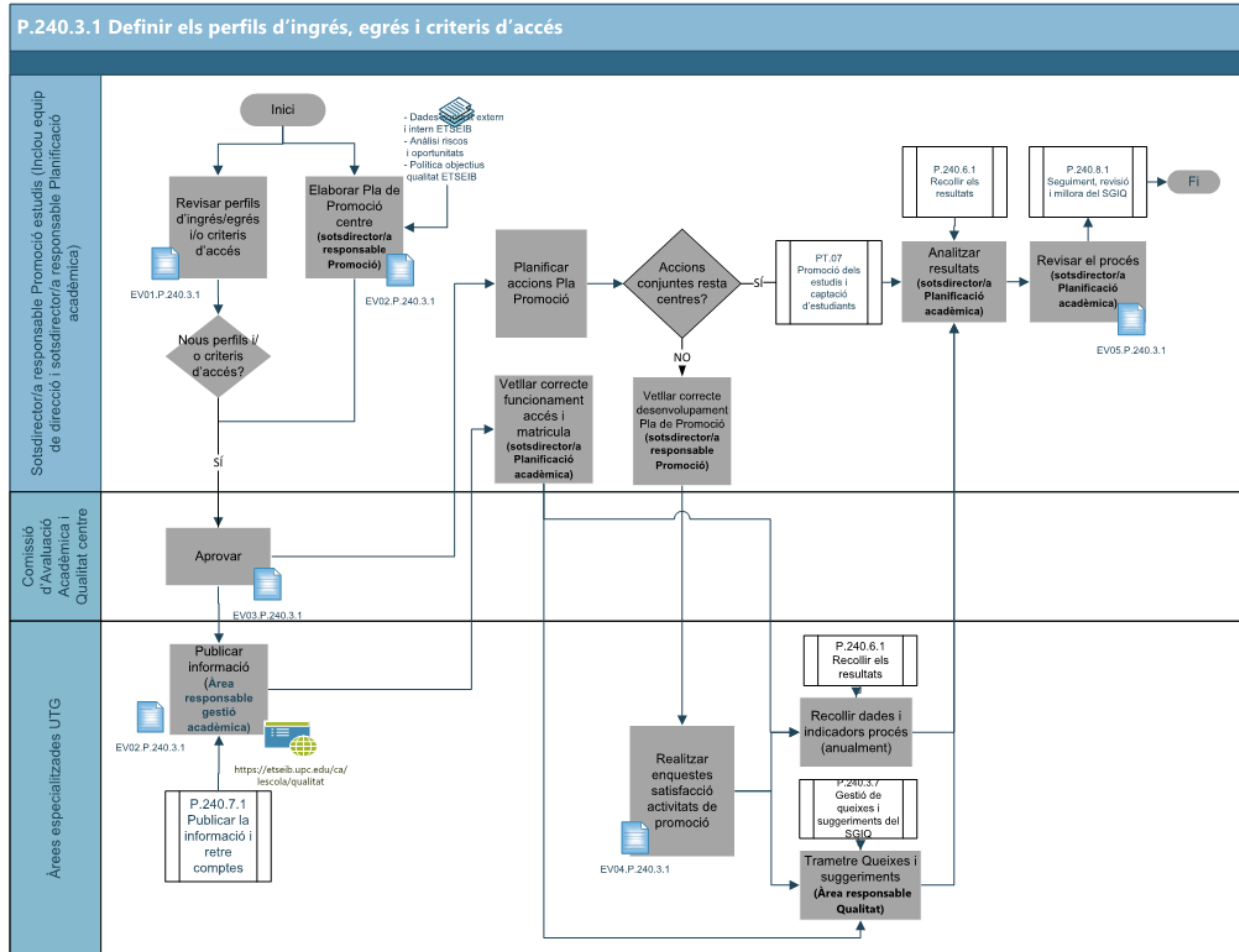 P.240.3.1 Definir els perfils d'ingrés, egrés i criteris d'accés
Sotsdirector/a responsable Promoció estudis (Inclou equip
de direcció i sotsdirector/a responsable Planificació
acadèmica)
Inici
- Dades
extern
i intern ETSEIB
- Anàlisi riscos
i oportunitats
- Política objectius
qualitat ETSEIB
Revisar perfils
d'ingrés/egrés
i/o criteris
d'accés
EV01.P.240.3.1
Elaborar Pla de
Promoció
centre
(sotsdirector/a
responsable
Promoció)
EV02.P.240.3.1
Nous perfils i/
o criteris
d'accés?
SÍ
Planificar
accions Pla
Promoció
Accions
conjuntes resta
centres?
SÍ
NO
PT.07
Promoció dels
estudis i
captació
d'estudiants
P.240.6.1
Recollir els
resultats
Analitzar
resultats
(sotsdirector/a
Planificació
acadèmica)
P.240.8.1
Seguiment, revisió
i millora del SGIQ
Revisar el procés
(sotsdirector/a
Planificació
acadèmica)
EV05.P.240.3.1
Fi
Vetllar correcte
funcionament
accés i
matricula
(sotsdirector/a
Planificació
acadèmica)
Vetllar correcte
desenvolupament
Pla de Promoció
(sotsdirector/a
responsable
Promoció)
Comissió
d'Avaluació
Acadèmica i
Qualitat centre
Aprovar
EV03.P.240.3.1
Àrees especialitzades UTG
Publicar
informació
(Àrea
responsable
gestió
acadèmica)
EV02.P.240.3.1
https://etseib.upc.edu/ca/
lescola/qualitat
P.240.7.1
Publicar la
informació i
retre
comptes
Realitzar
enquestes
satisfacció
activitats de
promoció
EV04.P.240.3.1
P.240.6.1
Recollir els
resultats
Recollir dades i
indicadors procés
(anualment)
P.240.3.7
Gestió de
queixes i
suggeriments del
SGIQ
Trametre Queixes i
suggeriments
(Àrea responsable
Qualitat)